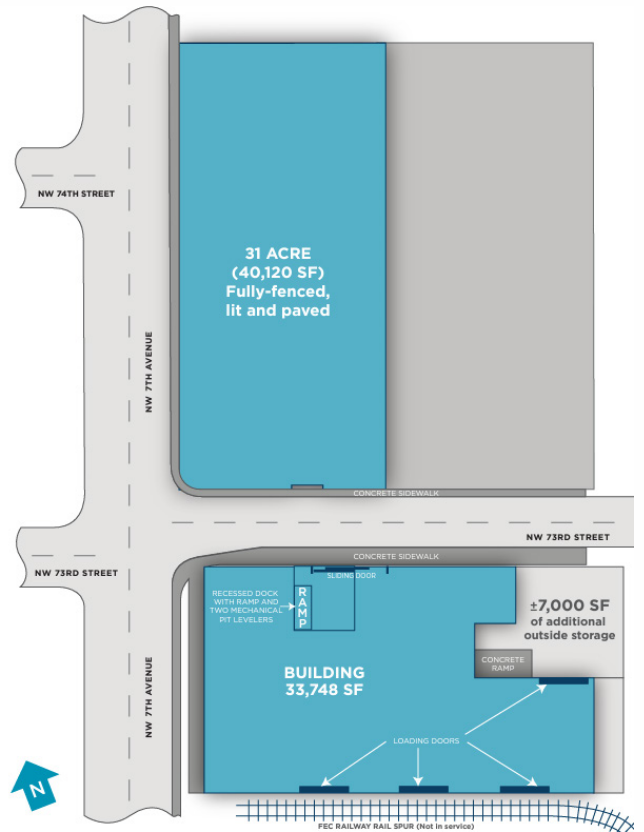 NW 74TH STREET
31 ACRE
(40,120 SF)
Fully-fenced,
lit and paved
NW 7TH AVENUE
CONCRETE SIDEWALK
NW 73RD STREET
CONCRETE SIDEWALK
NW 73RD STREET
SLIDING DOOR
RECESSED DOCK
WITH RAMP AND
TWO MECHANICAL
PIT LEVELERS
RAMP
±7,000 SF
of additional
outside storage
CONCRETE
RAMP
BUILDING
33,748 SF
NW 7TH AVENUE
LOADING DOORS
N
FEC RAILWAY RAIL SPUR (Not in service)